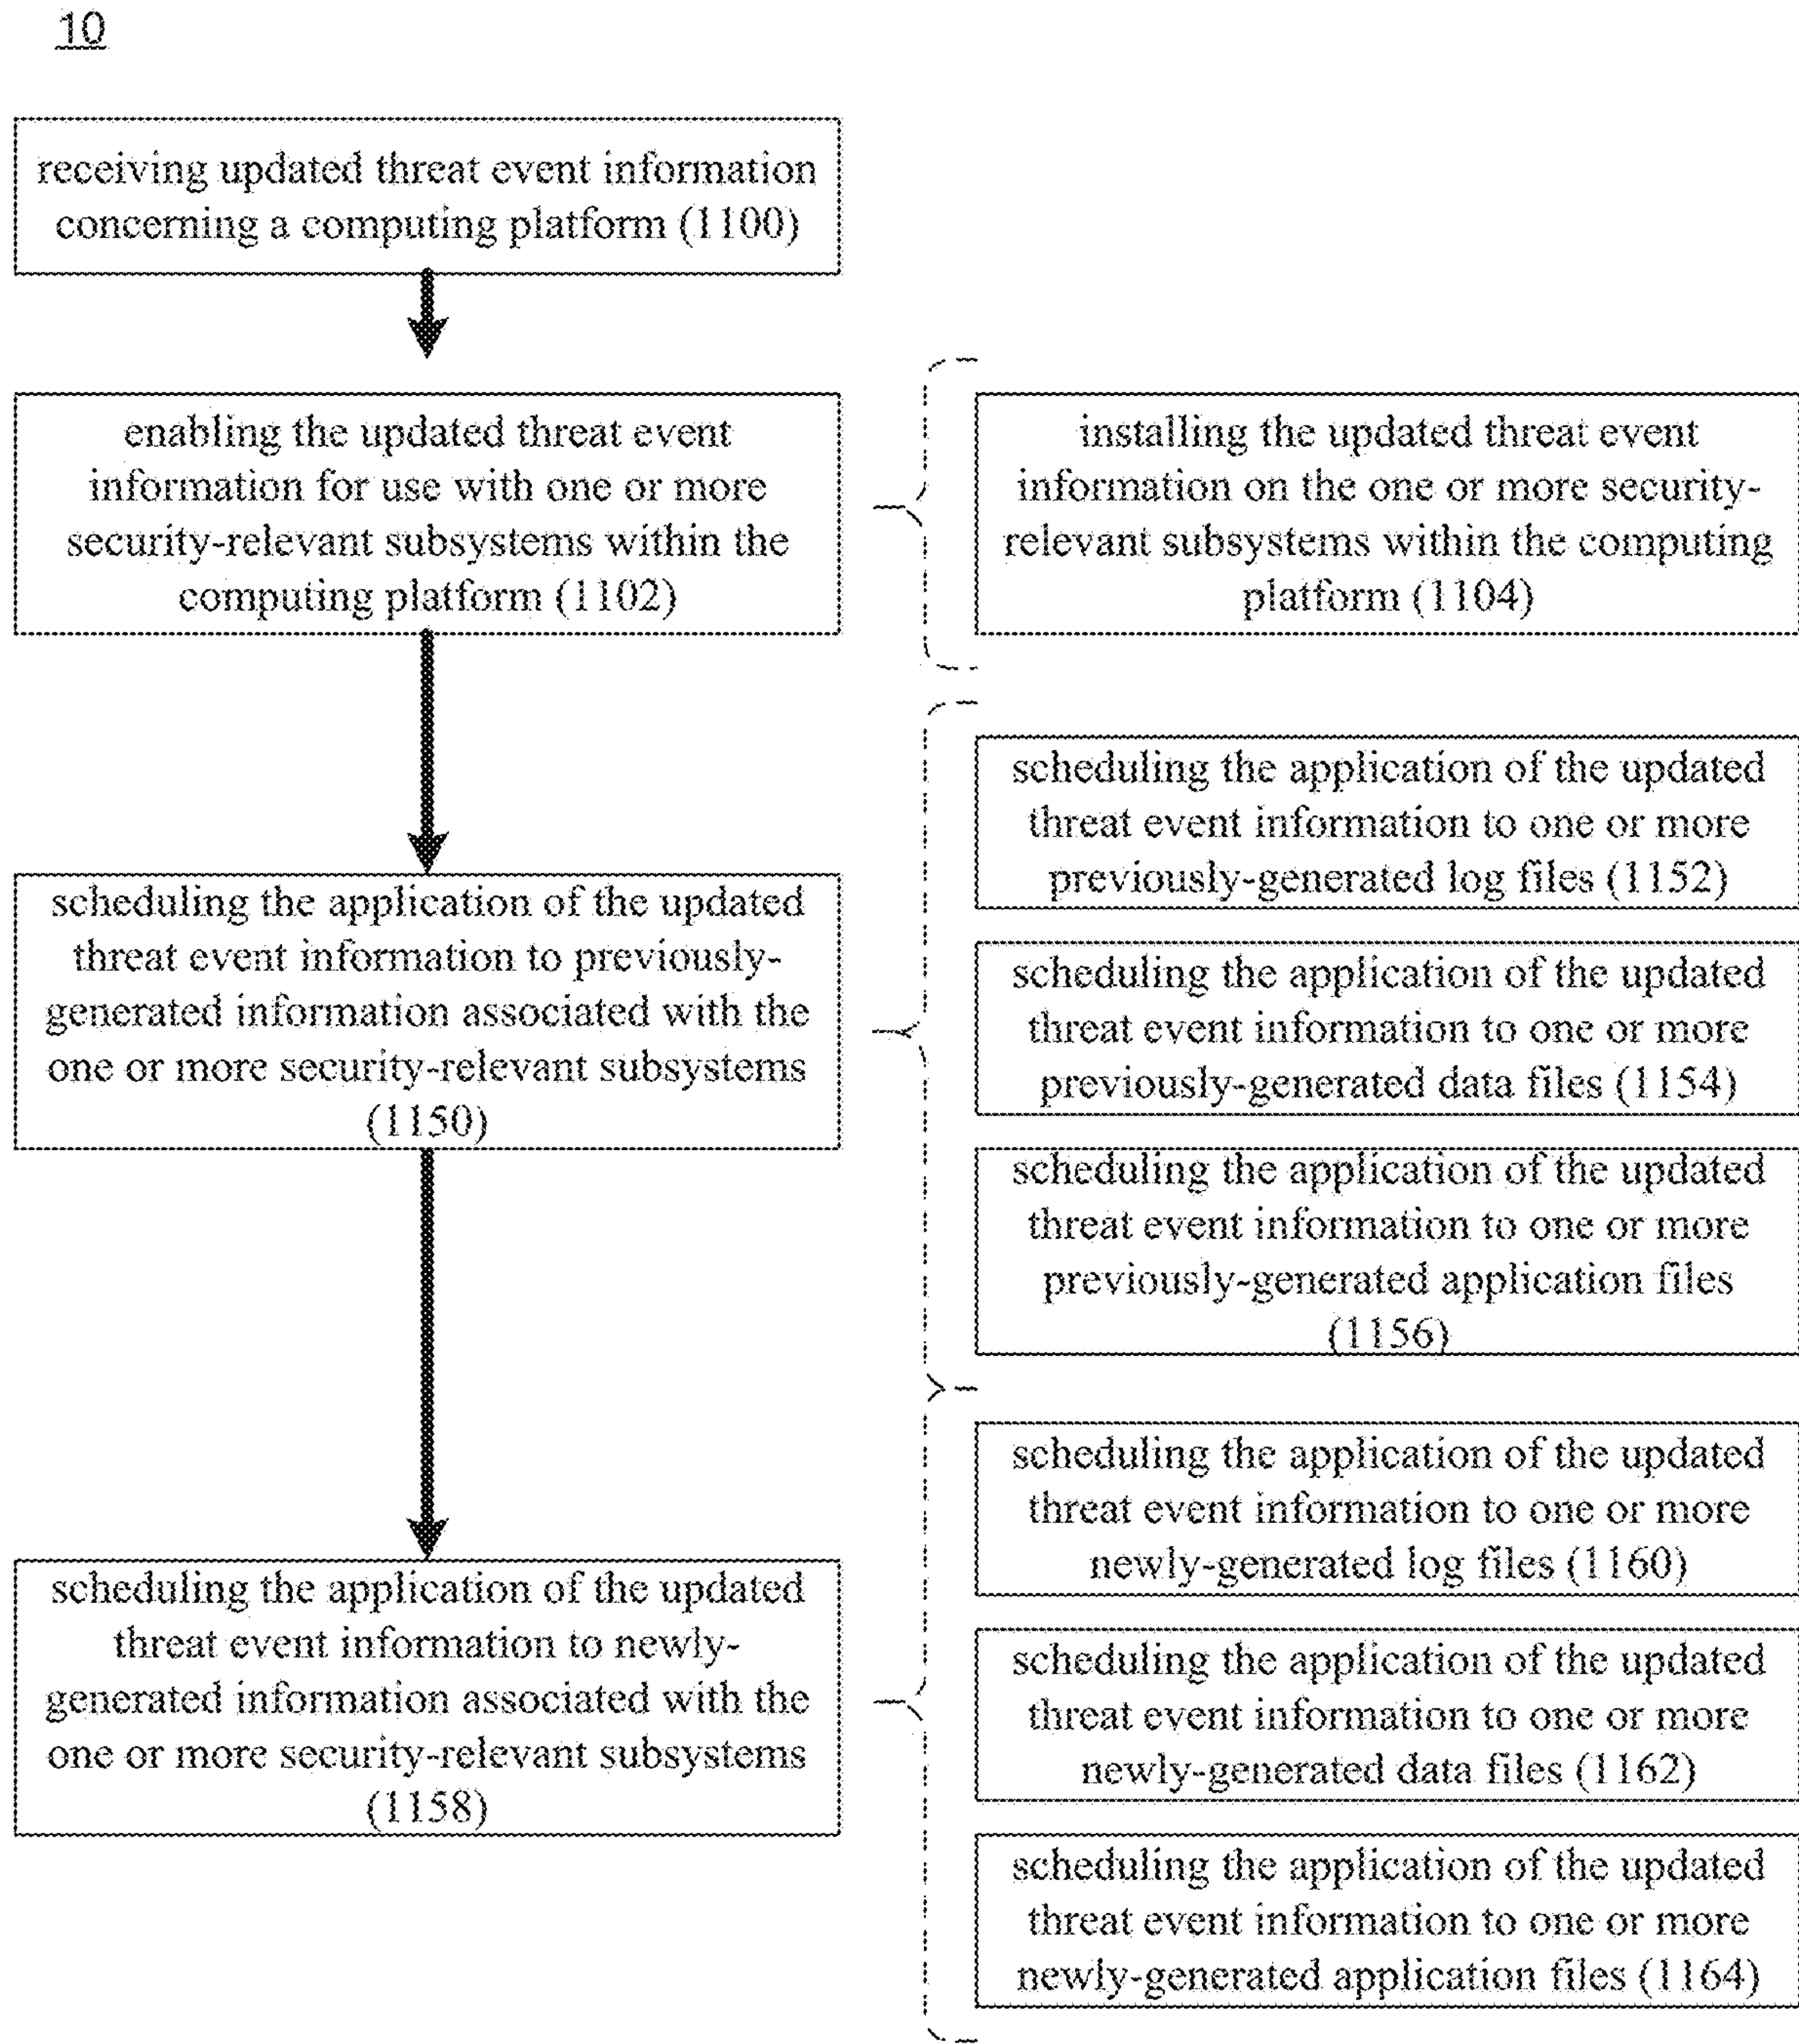 10
receiving updated threat event information
concerning a computing platform (1100)
enabling the updated threat event
information for use with one or more
security-relevant subsystems within the
computing platform (1102)
installing the updated threat event
information on the one or more security-
relevant subsystems within the computing
platform (1104)
scheduling the application of the updated
threat event information to previously-
generated information associated with the
one or more security-relevant subsystems
(1150)
scheduling the application of the updated
threat event information to one or more
previously-generated log files (1152)
scheduling the application of the updated
threat event information to one or more
previously-generated data files (1154)
scheduling the application of the updated
threat event information to one or more
previously-generated application files
(1156)
scheduling the application of the updated
threat event information to newly-
generated information associated with the
one or more security-relevant subsystems
(1158)
scheduling the application of the updated
threat event information to one or more
newly-generated log files (1160)
scheduling the application of the updated
threat event information to one or more
newly-generated data files (1162)
scheduling the application of the updated
threat event information to one or more
newly-generated application files (1164)